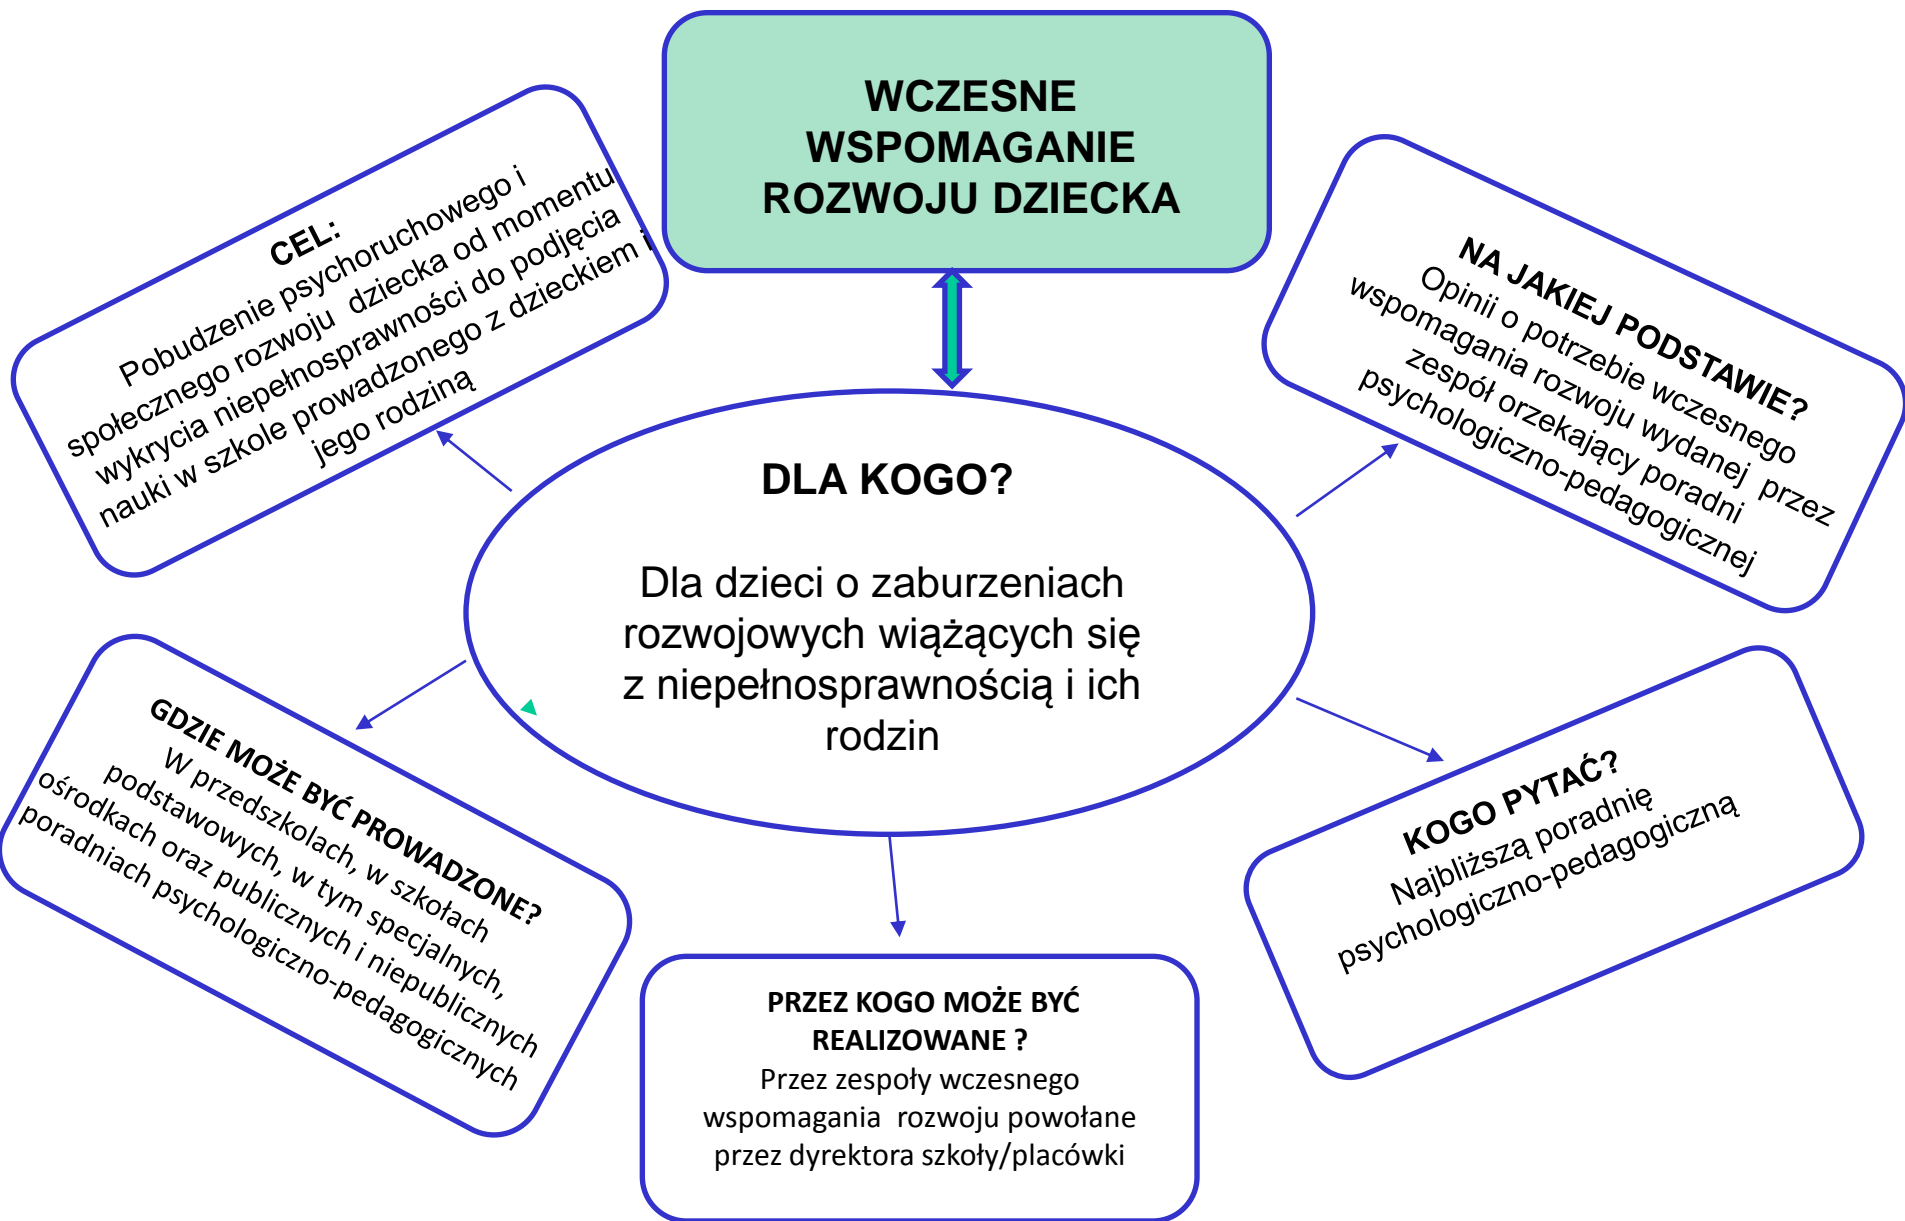 WCZESNE
WSPOMAGANIE
ROZWOJU DZIECKA
CEL:
Pobudzenie psychoruchowego i
społecznego rozwoju dziecka od momentu
wykrycia niepełnosprawności do podjęcia
nauki w szkole prowadzonego z dzieckiem i
jego rodziną
NA JAKIEJ PODSTAWIE?
Opinii o potrzebie wczesnego
wspomagania rozwoju wydanej przez
zespół orzekający poradni
psychologiczno-pedagogicznej
DLA KOGO?
Dla dzieci o zaburzeniach
rozwojowych wiążących się
z niepełnosprawnością i ich
rodzin
GDZIE MOŻE BYĆ PROWADZONE?
W przedszkolach, w szkołach
podstawowych, w tym specjalnych,
ośrodkach oraz publicznych i niepublicznych
poradniach psychologiczno-pedagogicznych
KOGO PYTAĆ?
Najbliższą poradnię
psychologiczno-pedagogiczną
PRZEZ KOGO MOŻE BYĆ
REALIZOWANE ?
Przez zespoły wczesnego
wspomagania rozwoju powołane
przez dyrektora szkoły/placówki